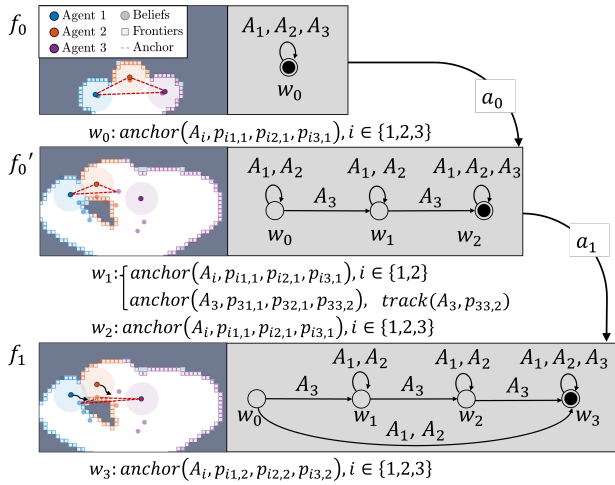 f₀
Agent 1 Beliefs
Agent 2 Frontiers
Agent 3 Anchor
A₁, A₂, A₃
w₀
a₀
w₀: anchor(Aᵢ, pᵢ₁,₁, pᵢ₂,₁, pᵢ₃,₁), i ∈ {1,2,3}
f₀′
A₁, A₂ A₁, A₂ A₁, A₂, A₃
A₃ A₃
w₀ w₁ w₂
a₁
w₁: anchor(Aᵢ, pᵢ₁,₁, pᵢ₂,₁, pᵢ₃,₁), i ∈ {1,2}
anchor(A₃, p₃₁,₁, p₃₂,₁, p₃₃,₂), track(A₃, p₃₃,₂)
w₂: anchor(Aᵢ, pᵢ₁,₁, pᵢ₂,₁, pᵢ₃,₁), i ∈ {1,2,3}
f₁
A₁, A₂ A₁, A₂ A₁, A₂, A₃
A₃ A₃ A₃
w₀ w₁ w₂ w₃
A₁, A₂
w₃: anchor(Aᵢ, pᵢ₁,₂, pᵢ₂,₂, pᵢ₃,₂), i ∈ {1,2,3}